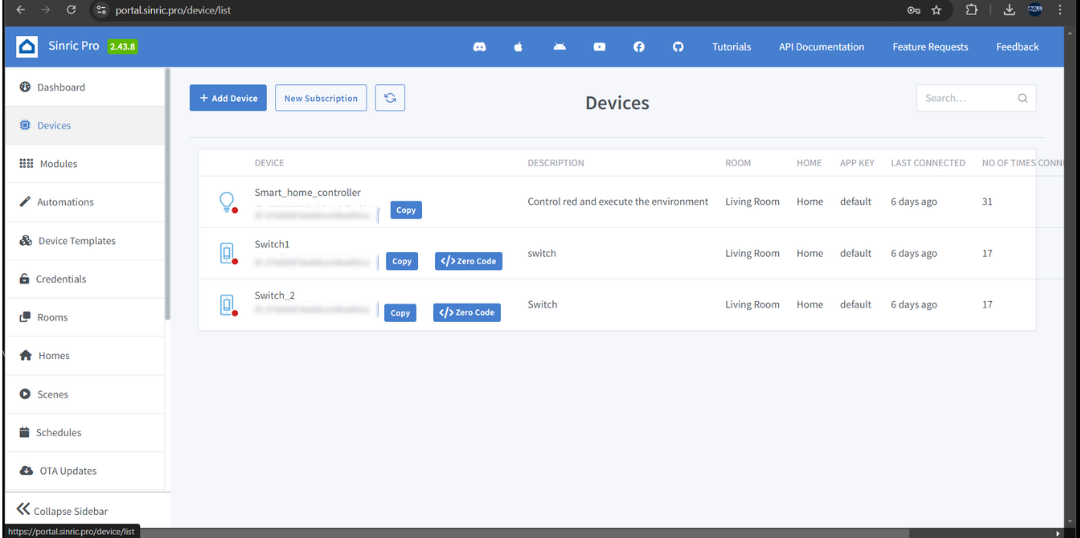 portal.sinric.pro/device/list
Sinric Pro 2.43.8
Tutorials API Documentation Feature Requests Feedback
Dashboard
Devices
Modules
Automations
Device Templates
Credentials
Rooms
Homes
Scenes
Schedules
OTA Updates
Collapse Sidebar
https://portal.sinric.pro/device/list
+ Add Device New Subscription
Devices
Search...
DEVICE DESCRIPTION ROOM HOME APP KEY LAST CONNECTED NO OF TIMES CONN
Smart_home_controller
Copy
Control red and execute the environment Living Room Home default 6 days ago 31
Switch1
Copy </> Zero Code
switch Living Room Home default 6 days ago 17
Switch_2
Copy </> Zero Code
Switch Living Room Home default 6 days ago 17